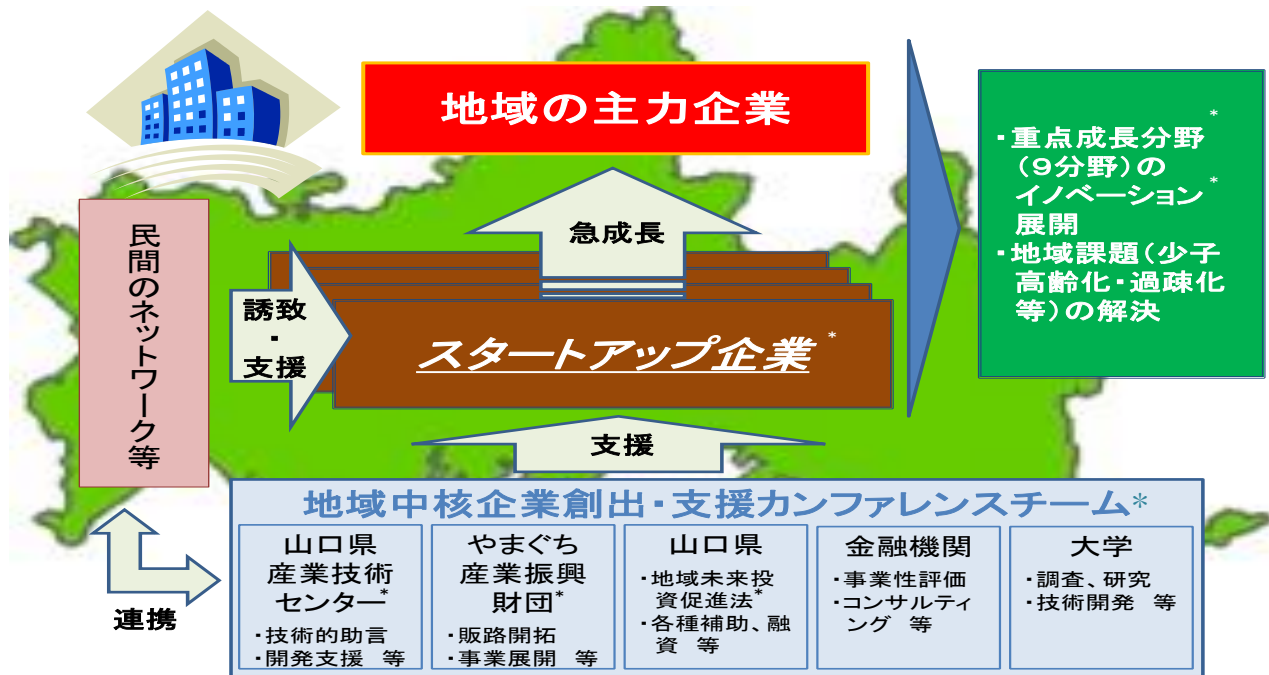 地域の主力企業
急成長
民間のネットワーク等
誘致
・
支援
スタートアップ企業*
支援
・重点成長分野*
（9分野）の
イノベーション*
展開
・地域課題（少子
高齢化・過疎化
等）の解決
連携
地域中核企業創出・支援カンファレンスチーム*
山口県
産業技術
センター*
・技術的助言
・開発支援　等
やまぐち
産業振興
財団*
・販路開拓
・事業展開　等
山口県
・地域未来投
資促進法*
・各種補助、融
資　等
金融機関
・事業性評価
・コンサルティ
ング　等
大学
・調査、研究
・技術開発　等